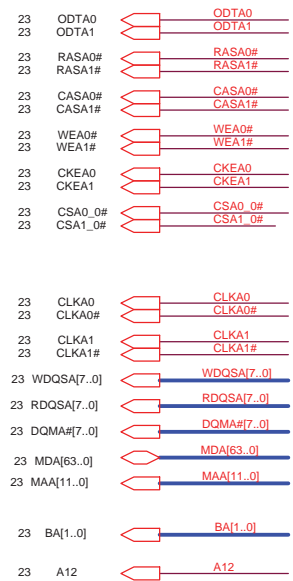 23 ODTA0 ODTA0
23 ODTA1 ODTA1
23 RASA0# RASA0#
23 RASA1# RASA1#
23 CASA0# CASA0#
23 CASA1# CASA1#
23 WEA0# WEA0#
23 WEA1# WEA1#
23 CKEA0 CKEA0
23 CKEA1 CKEA1
23 CSA0_0# CSA0_0#
23 CSA1_0# CSA1_0#
23 CLKA0 CLKA0
23 CLKA0# CLKA0#
23 CLKA1 CLKA1
23 CLKA1# CLKA1#
23 WDQSA[7..0] WDQSA[7..0]
23 RDQSA[7..0] RDQSA[7..0]
23 DQMA#[7..0] DQMA#[7..0]
23 MDA[63..0] MDA[63..0]
23 MAA[11..0] MAA[11..0]
23 BA[1..0] BA[1..0]
23 A12 A12